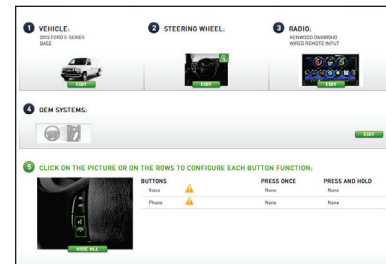 1 VEHICLE:
2013 FORD E-SERIES
BASE
EDIT
2 STEERING WHEEL:
EDIT
3 RADIO:
KENWOOD DNX891HD
WIRED REMOTE INPUT
EDIT
4 OEM SYSTEMS:
EDIT
5 CLICK ON THE PICTURE OR ON THE ROWS TO CONFIGURE EACH BUTTON FUNCTION:
BUTTONS PRESS ONCE PRESS AND HOLD
Voice None None
Phone None None
HIDE ALL